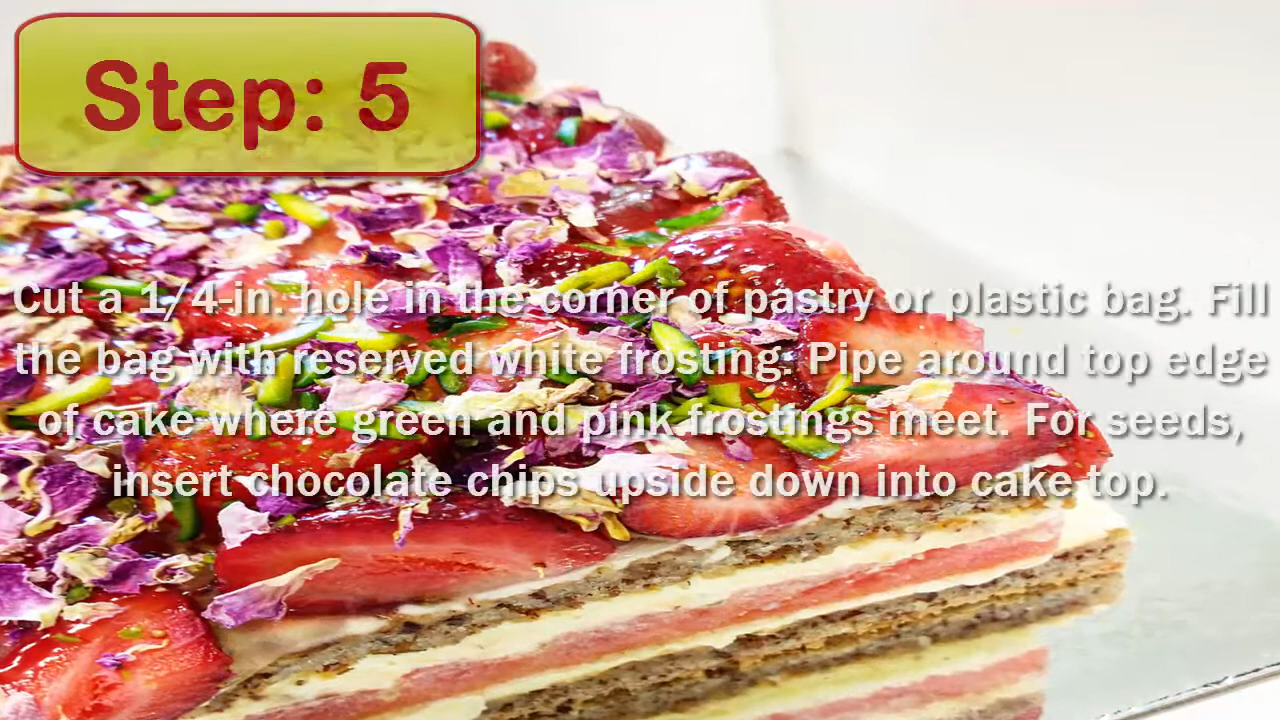 Step: 5
Cut a 1/4-in. hole in the corner of pastry or plastic bag. Fill
the bag with reserved white frosting. Pipe around top edge
of cake where green and pink frostings meet. For seeds,
insert chocolate chips upside down into cake top.